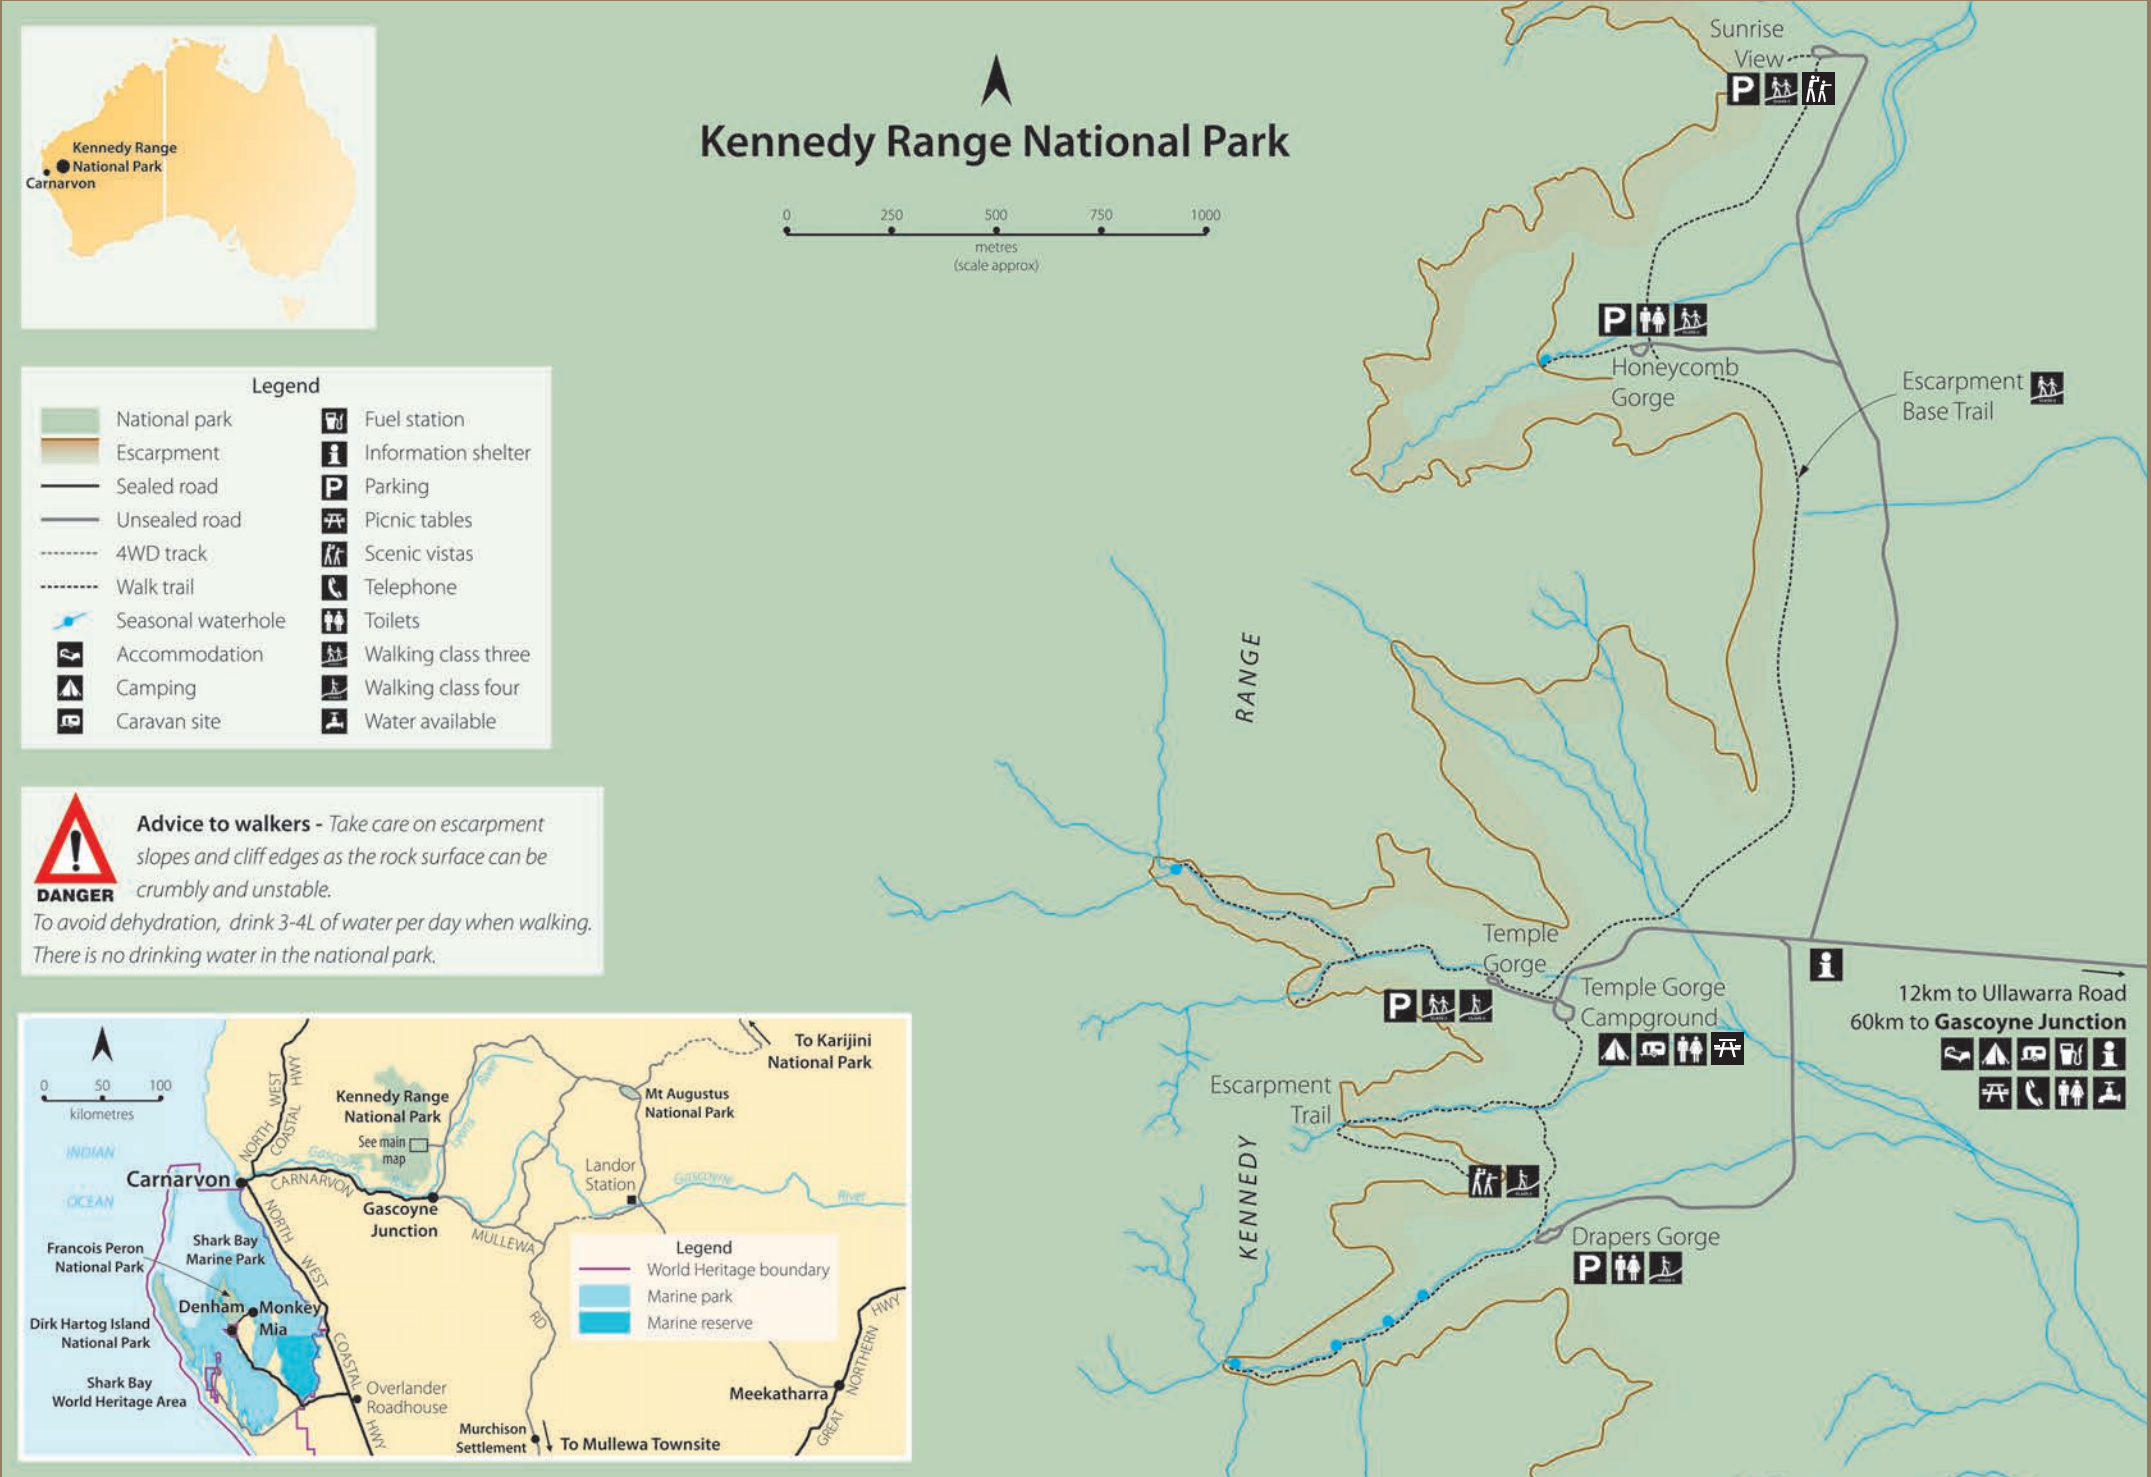 Kennedy Range
National Park
Carnarvon
Kennedy Range National Park
0 250 500 750 1000
metres
(scale approx)
Legend
National park
Escarpment
Sealed road
Unsealed road
4WD track
Walk trail
Seasonal waterhole
Accommodation
Camping
Caravan site
Fuel station
Information shelter
Parking
Picnic tables
Scenic vistas
Telephone
Toilets
Walking class three
Walking class four
Water available
DANGER
Advice to walkers - Take care on escarpment
slopes and cliff edges as the rock surface can be
crumbly and unstable.
To avoid dehydration, drink 3-4L of water per day when walking.
There is no drinking water in the national park.
Sunrise
View
P
P
Honeycomb
Gorge
Escarpment
Base Trail
RANGE
Temple
Gorge
P
Temple Gorge
Campground
12km to Ullawarra Road
60km to Gascoyne Junction
Escarpment
Trail
KENNEDY
Drapers Gorge
P
0 50 100
kilometres
To Karijini
National Park
Kennedy Range
National Park
See main
map
Lyons
River
Mt Augustus
National Park
NORTH WEST
COASTAL HWY
INDIAN
OCEAN
Gascoyne
River
Carnarvon
CARNARVON
Gascoyne
Junction
MULLEWA
RD
Landor
Station
Gascoyne
River
NORTH WEST
COASTAL HWY
Shark Bay
Marine Park
Francois Peron
National Park
Denham
Monkey
Mia
Dirk Hartog Island
National Park
Shark Bay
World Heritage Area
Overlander
Roadhouse
Legend
World Heritage boundary
Marine park
Marine reserve
Meekatharra
GREAT NORTHERN HWY
Murchison
Settlement
To Mullewa Townsite